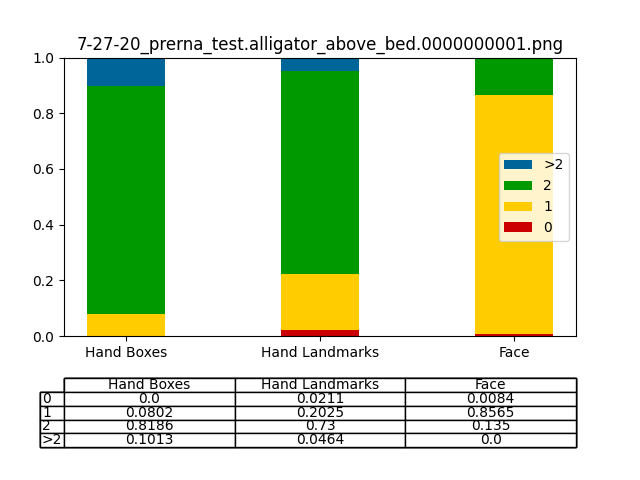 7-27-20_prerna_test.alligator_above_bed.0000000001.png
1.0
0.8
0.6
0.4
0.2
0.0
>2
2
1
0
Hand Boxes Hand Landmarks Face
Hand Boxes Hand Landmarks Face
0 0.0 0.0211 0.0084
1 0.0802 0.2025 0.8565
2 0.8186 0.73 0.135
>2 0.1013 0.0464 0.0